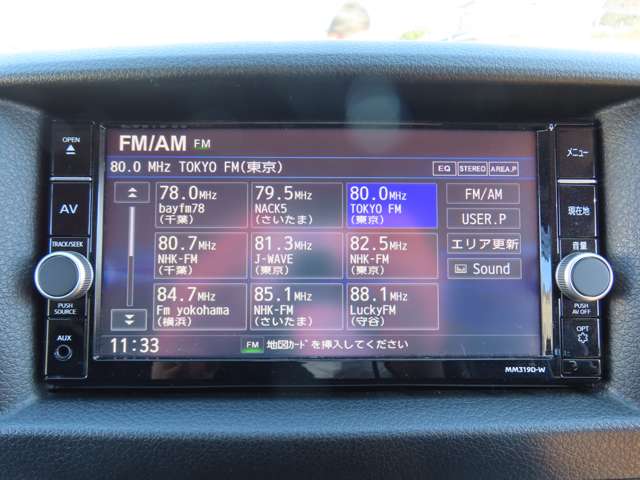 OPEN
AV
TRACK/SEEK
PUSH
SOURCE
AUX
FM/AM FM
80.0 MHz TOKYO FM(東京)
EQ STEREO AREA.P
78.0MHz
bayfm78
(千葉)
79.5MHz
NACK5
(さいたま)
80.0MHz
TOKYO FM
(東京)
FM/AM
USER.P
エリア更新
Sound
80.7MHz
NHK-FM
(千葉)
81.3MHz
J-WAVE
(東京)
82.5MHz
NHK-FM
(東京)
84.7MHz
Fm yokohama
(横浜)
85.1MHz
NHK-FM
(さいたま)
88.1MHz
LuckyFM
(守谷)
11:33
FM 地図ｶｰﾄﾞを挿入してください
メニュー
現在地
音量
PUSH
AV OFF
OPT
MM319D-W